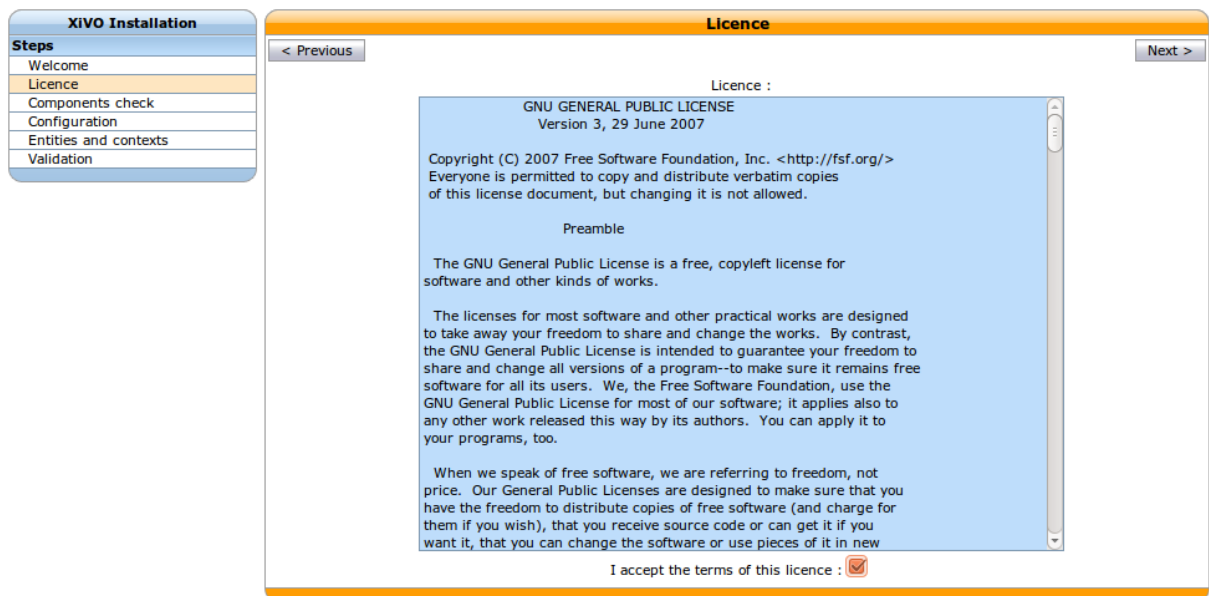 XiVO Installation
Steps
Welcome
Licence
Components check
Configuration
Entities and contexts
Validation
Licence
< Previous
Next >
Licence :
GNU GENERAL PUBLIC LICENSE
Version 3, 29 June 2007
Copyright (C) 2007 Free Software Foundation, Inc. <http://fsf.org/>
Everyone is permitted to copy and distribute verbatim copies
of this license document, but changing it is not allowed.
Preamble
The GNU General Public License is a free, copyleft license for
software and other kinds of works.
The licenses for most software and other practical works are designed
to take away your freedom to share and change the works.  By contrast,
the GNU General Public License is intended to guarantee your freedom to
share and change all versions of a program--to make sure it remains free
software for all its users.  We, the Free Software Foundation, use the
GNU General Public License for most of our software; it applies also to
any other work released this way by its authors.  You can apply it to
your programs, too.
When we speak of free software, we are referring to freedom, not
price.  Our General Public Licenses are designed to make sure that you
have the freedom to distribute copies of free software (and charge for
them if you wish), that you receive source code or can get it if you
want it, that you can change the software or use pieces of it in new
I accept the terms of this licence :